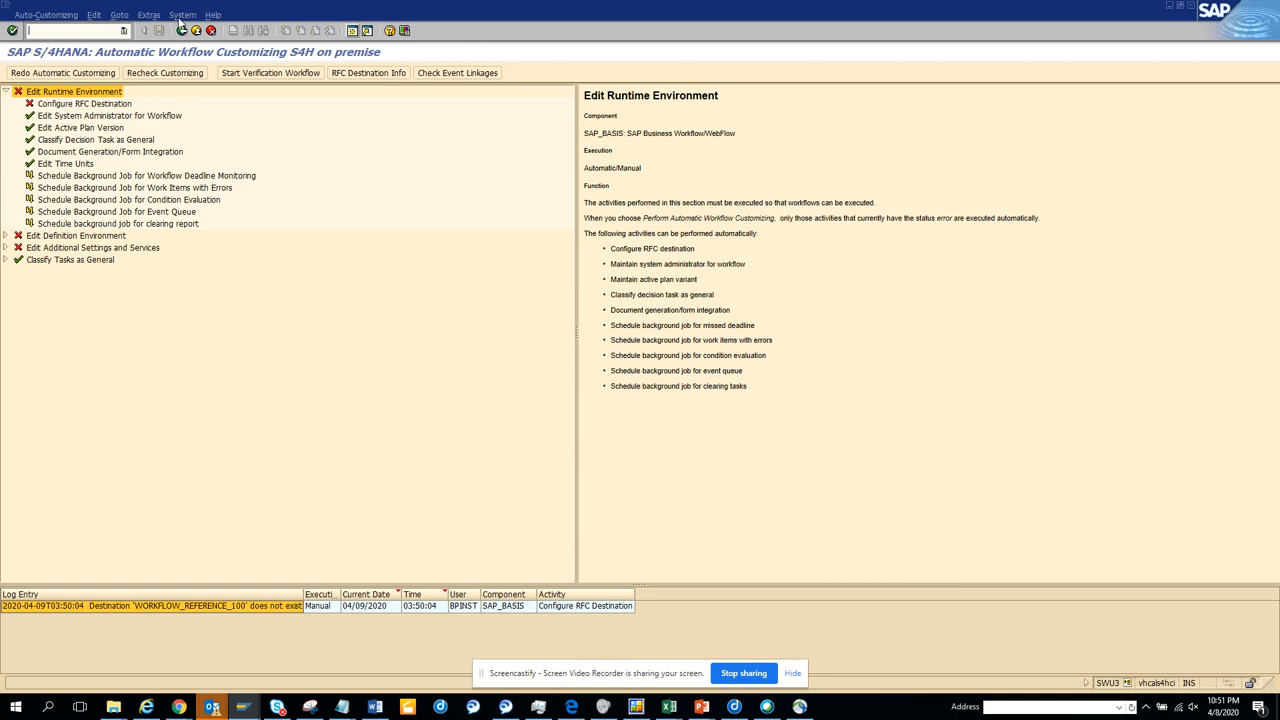 Auto-Customizing Edit Goto Extras System Help
SAP
SAP S/4HANA: Automatic Workflow Customizing S4H on premise
Redo Automatic Customizing Recheck Customizing Start Verification Workflow RFC Destination Info Check Event Linkages
Edit Runtime Environment
Configure RFC Destination
Edit System Administrator for Workflow
Edit Active Plan Version
Classify Decision Task as General
Document Generation/Form Integration
Edit Time Units
Schedule Background Job for Workflow Deadline Monitoring
Schedule Background Job for Work Items with Errors
Schedule Background Job for Condition Evaluation
Schedule Background Job for Event Queue
Schedule background job for clearing report
Edit Definition Environment
Edit Additional Settings and Services
Classify Tasks as General
Edit Runtime Environment
Component
SAP_BASIS: SAP Business Workflow/WebFlow
Execution
Automatic/Manual
Function
The activities performed in this section must be executed so that workflows can be executed.
When you choose Perform Automatic Workflow Customizing, only those activities that currently have the status error are executed automatically.
The following activities can be performed automatically:
• Configure RFC destination
• Maintain system administrator for workflow
• Maintain active plan variant
• Classify decision task as general
• Document generation/form integration
• Schedule background job for missed deadline
• Schedule background job for work items with errors
• Schedule background job for condition evaluation
• Schedule background job for event queue
• Schedule background job for clearing tasks
Log Entry Executi.. Current Date Time User Component Activity
2020-04-09T03:50:04 Destination 'WORKFLOW_REFERENCE_100' does not exist Manual 04/09/2020 03:50:04 BPINST SAP_BASIS Configure RFC Destination
Screencastify - Screen Video Recorder is sharing your screen. Stop sharing Hide
SWU3 vhcals4hci INS
Address
10:51 PM
4/8/2020